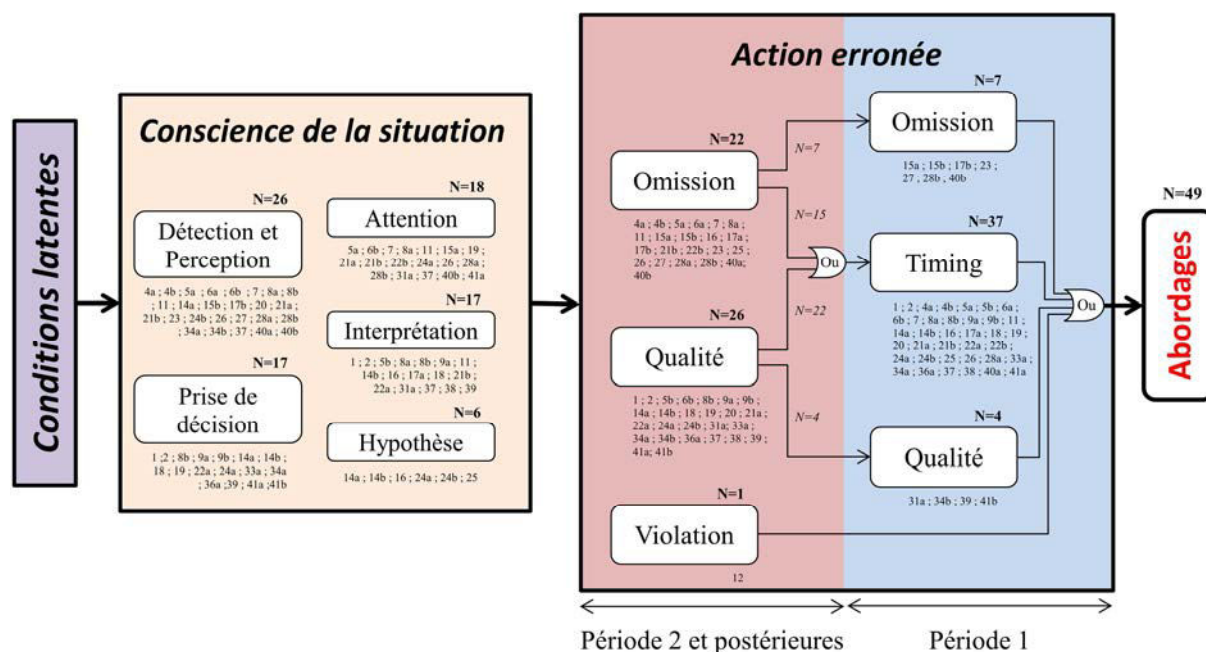 Conditions latentes
Conscience de la situation
N=26
Détection et
Perception
4a ; 4b ; 5a ; 6a ; 6b ; 7 ; 8a ; 8b
; 11 ; 14a ; 15b ; 17b ; 20 ; 21a ;
21b ; 23 ; 24b ; 26 ; 27 ; 28a ; 28b
; 34a ; 34b ; 37 ; 40a ; 40b
N=17
Prise de
décision
1 ;2 ; 8b ; 9a ; 9b ; 14a ; 14b ;
18 ; 19 ; 22a ; 24a ; 33a ; 34a
; 36a ;39 ; 41a ;41b
N=18
Attention
5a ; 6b ; 7 ; 8a ; 11 ; 15a ; 19 ;
21a ; 21b ; 22b ; 24a ; 26 ; 28a ;
28b ; 31a ; 37 ; 40b ; 41a
N=17
Interprétation
1 ; 2 ; 5b ; 8a ; 8b ; 9a ; 11 ;
14b ; 16 ; 17a ; 18 ; 21b ;
22a ; 31a ; 37 ; 38 ; 39
N=6
Hypothèse
14a ; 14b ; 16 ; 24a ; 24b ; 25
Action erronée
N=22
Omission
4a ; 4b ; 5a ; 6a ; 7 ; 8a ;
11 ; 15a ; 15b ; 16 ; 17a ;
17b ; 21b ; 22b ; 23 ; 25 ;
26 ; 27 ; 28a ; 28b ; 40a;
40b
N=26
Qualité
1 ; 2 ; 5b ; 6b ; 8b ; 9a ; 9b ;
14a ; 14b ; 18 ; 19 ; 20 ; 21a ;
22a ; 24a ; 24b ; 31a ; 33a ;
34a ; 34b ; 36a ; 37 ; 38 ; 39 ;
41a; 41b
N=1
Violation
12
N=7
N=15
Ou
N=22
N=4
N=7
Omission
15a ; 15b ; 17b ; 23 ;
27 , 28b , 40b
N=37
Timing
1 ; 2 ; 4a ; 4b ; 5a ; 5b ; 6a ;
6b ; 7 ; 8a ; 8b ; 9a ; 9b ; 11 ;
14a ; 14b ; 16 ; 17a ; 18 ; 19 ;
20 ; 21a ; 21b ; 22a ; 22b ;
24a ; 24b ; 25 ; 26 ; 28a ; 33a ;
34a ; 36a ; 37 ; 38 ; 40a ; 41a
N=4
Qualité
31a ; 34b ; 39 ; 41b
Ou
N=49
Abordages
Période 2 et postérieures
Période 1